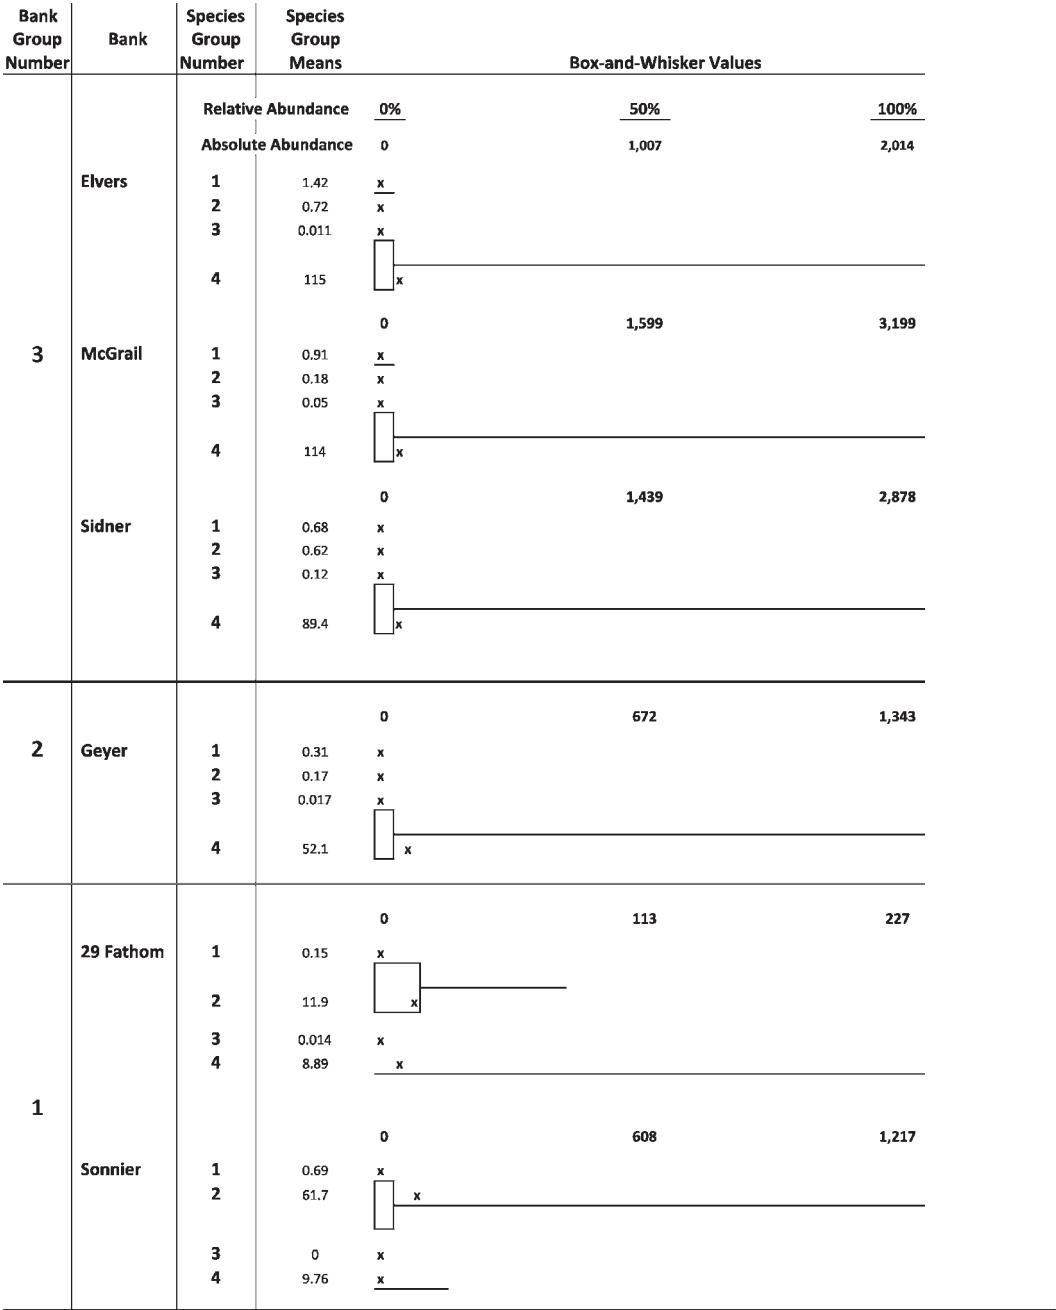 Bank Group Number Bank Species Group Number Species Group Means Box-and-Whisker Values
Relative Abundance 0% 50% 100%
Absolute Abundance 0 1,007 2,014
Elvers 1 1.42 x
2 0.72 x
3 0.011 x
4 115 x
0 1,599 3,199
3 McGrail 1 0.91 x
2 0.18 x
3 0.05 x
4 114 x
0 1,439 2,878
Sidner 1 0.68 x
2 0.62 x
3 0.12 x
4 89.4 x
0 672 1,343
2 Geyer 1 0.31 x
2 0.17 x
3 0.017 x
4 52.1 x
0 113 227
29 Fathom 1 0.15 x
2 11.9 x
3 0.014 x
4 8.89 x
1
0 608 1,217
Sonnier 1 0.69 x
2 61.7 x
3 0 x
4 9.76 x